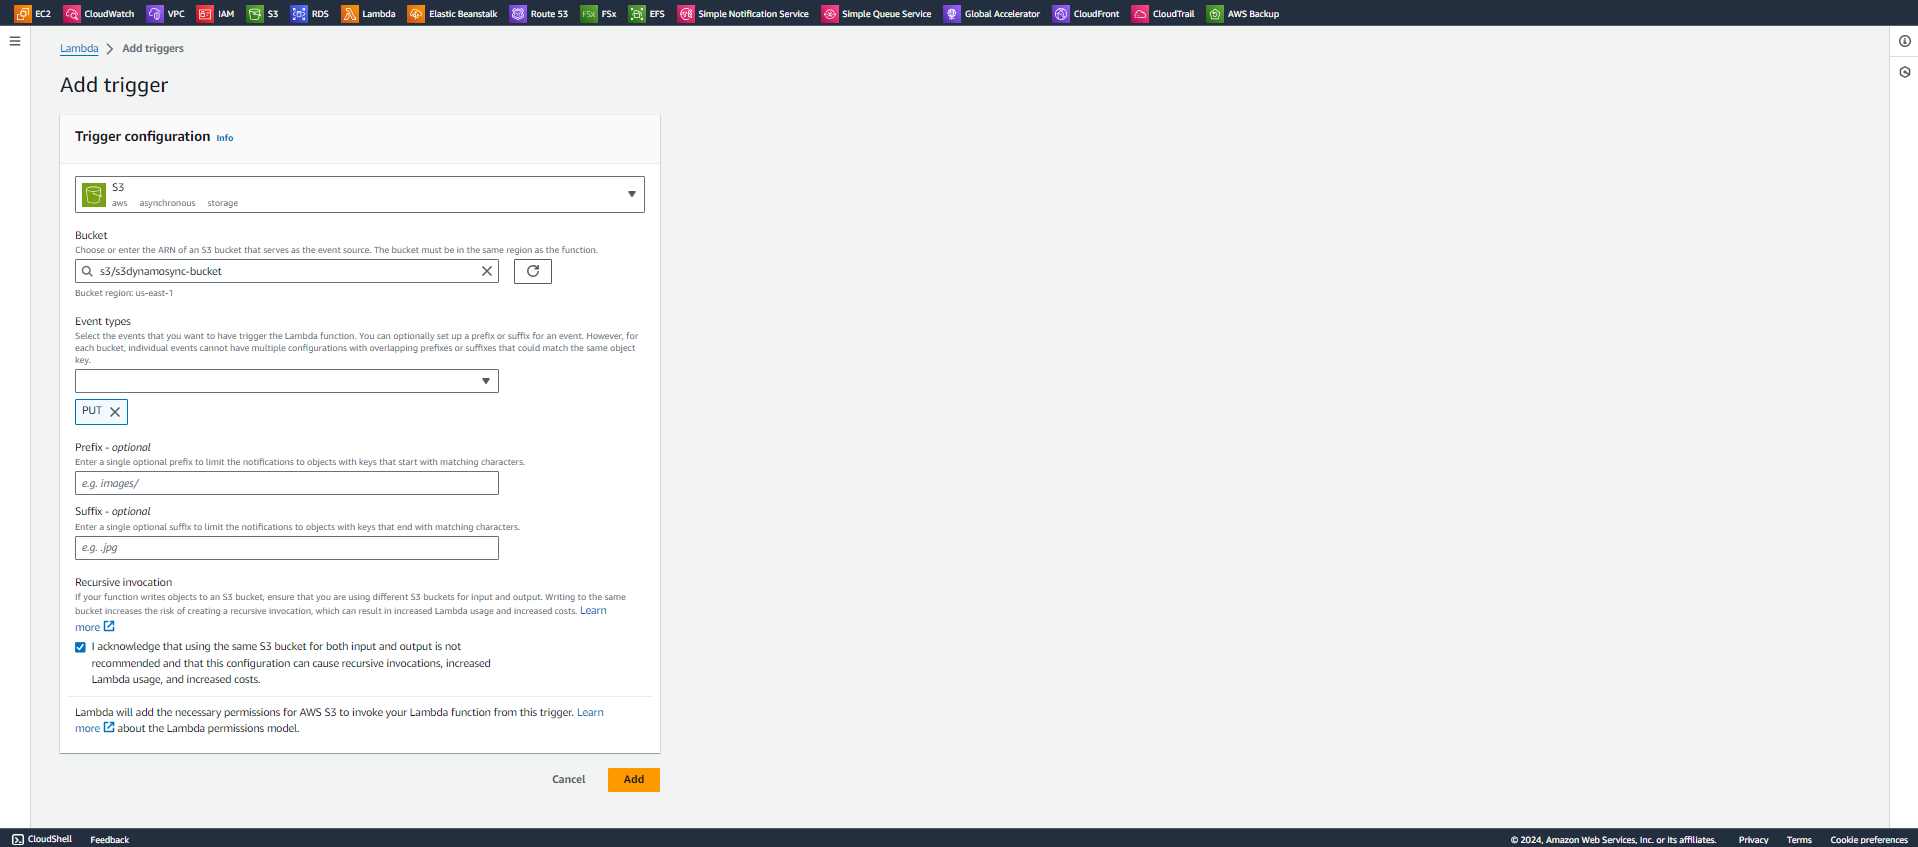 EC2 CloudWatch VPC IAM S3 RDS Lambda Elastic Beanstalk Route 53 FSx FSx EFS Simple Notification Service Simple Queue Service Global Accelerator CloudFront CloudTrail AWS Backup
Lambda > Add triggers
Add trigger
Trigger configuration Info
S3
aws asynchronous storage
Bucket
Choose or enter the ARN of an S3 bucket that serves as the event source. The bucket must be in the same region as the function.
s3/s3dynamosync-bucket
Bucket region: us-east-1
Event types
Select the events that you want to have trigger the Lambda function. You can optionally set up a prefix or suffix for an event. However, for
each bucket, individual events cannot have multiple configurations with overlapping prefixes or suffixes that could match the same object
key.
PUT
Prefix - optional
Enter a single optional prefix to limit the notifications to objects with keys that start with matching characters.
e.g. images/
Suffix - optional
Enter a single optional suffix to limit the notifications to objects with keys that end with matching characters.
e.g. .jpg
Recursive invocation
If your function writes objects to an S3 bucket, ensure that you are using different S3 buckets for input and output. Writing to the same
bucket increases the risk of creating a recursive invocation, which can result in increased Lambda usage and increased costs. Learn
more
I acknowledge that using the same S3 bucket for both input and output is not
recommended and that this configuration can cause recursive invocations, increased
Lambda usage, and increased costs.
Lambda will add the necessary permissions for AWS S3 to invoke your Lambda function from this trigger. Learn
more about the Lambda permissions model.
Cancel Add
CloudShell Feedback © 2024, Amazon Web Services, Inc. or its affiliates. Privacy Terms Cookie preferences